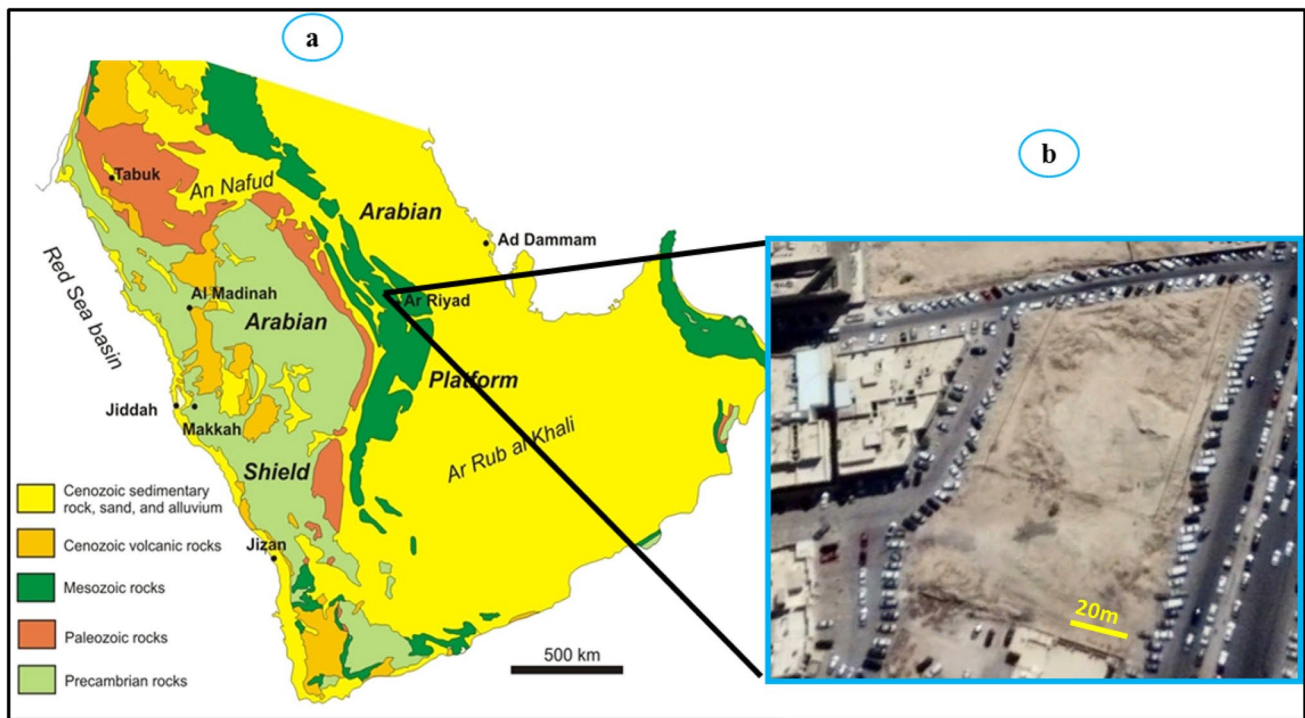 a
b
Tabuk
An Nafud
Arabian
Ad Dammam
Red Sea basin
Al Madinah
Ar Riyad
Arabian
Platform
Jiddah
Makkah
Ar Rub al Khali
Shield
Cenozoic sedimentary
rock, sand, and alluvium
Cenozoic volcanic rocks
Jizan
Mesozoic rocks
Paleozoic rocks
20m
500 km
Precambrian rocks